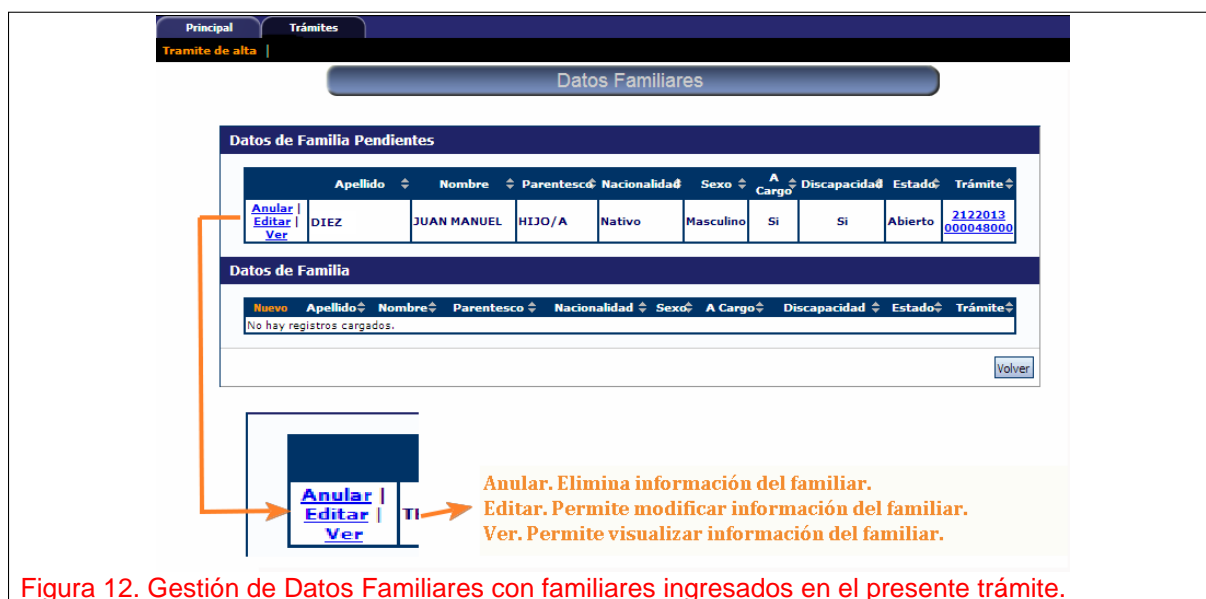 Principal Trámites
Tramite de alta |
Datos Familiares
Datos de Familia Pendientes
Apellido Nombre Parentesco Nacionalidad Sexo A Cargo Discapacidad Estado Trámite
Anular | Editar | Ver DIEZ JUAN MANUEL HIJO/A Nativo Masculino Si Si Abierto 2122013 000048000
Datos de Familia
Nuevo Apellido Nombre Parentesco Nacionalidad Sexo A Cargo Discapacidad Estado Trámite
No hay registros cargados.
Volver
Anular. Elimina información del familiar.
Anular |
Editar. Permite modificar información del familiar.
Editar |
Ver. Permite visualizar información del familiar.
Ver
Figura 12. Gestión de Datos Familiares con familiares ingresados en el presente trámite.